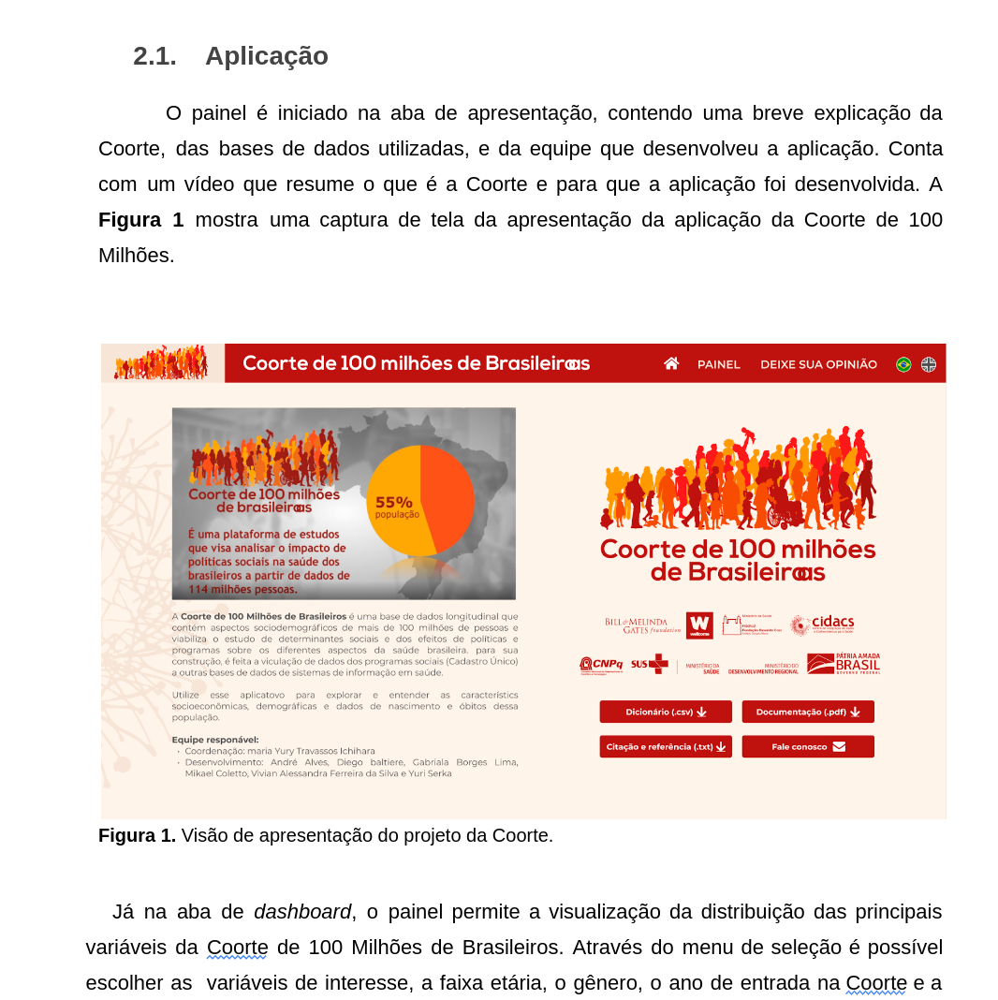 2.1. Aplicação
O painel é iniciado na aba de apresentação, contendo uma breve explicação da
Coorte, das bases de dados utilizadas, e da equipe que desenvolveu a aplicação. Conta
com um vídeo que resume o que é a Coorte e para que a aplicação foi desenvolvida. A
Figura 1 mostra uma captura de tela da apresentação da aplicação da Coorte de 100
Milhões.
Coorte de 100 milhões de Brasileiroas
PAINEL
DEIXE SUA OPINIÃO
Coorte de 100 milhões
de brasileiroas
É uma plataforma de estudos
que visa analisar o impacto de
políticas sociais na saúde dos
brasileiros a partir de dados de
114 milhões pessoas.
55%
população
A Coorte de 100 Milhões de Brasileiros é uma base de dados longitudinal que
contém aspectos sociodemográficos de mais de 100 milhões de pessoas e
viabiliza o estudo de determinantes sociais e dos efeitos de políticas e
programas sobre os diferentes aspectos da saúde brasileira. para sua
construção, é feita a viculação de dados dos programas sociais (Cadastro Único)
a outras bases de dados de sistemas de informação em saúde.
Utilize esse aplicatovo para explorar e entender as característics
socioeconômicas, demográficas e dados de nascimento e óbitos dessa
população.
Equipe responável:
· Coordenação: maria Yury Travassos Ichihara
· Desenvolvimento: André Alves, Diego baltiere, Gabriala Borges Lima,
Mikael Coletto, Vivian Alessandra Ferreira da Silva e Yuri Serka
Coorte de 100 milhões
de Brasileiroas
BILL & MELINDA
GATES foundation
W
wellcome
Ministério da Saúde
FIOCRUZ
Fundação Oswaldo Cruz
cidacs
CNPq
SUS
MINISTÉRIO DA
SAÚDE
MINISTÉRIO DO
DESENVOLVIMENTO REGIONAL
PÁTRIA AMADA
BRASIL
GOVERNO FEDERAL
Dicionário (.csv)
Documentação (.pdf)
Citação e referência (.txt)
Fale conosco
Figura 1. Visão de apresentação do projeto da Coorte.
Já na aba de dashboard, o painel permite a visualização da distribuição das principais
variáveis da Coorte de 100 Milhões de Brasileiros. Através do menu de seleção é possível
escolher as variáveis de interesse, a faixa etária, o gênero, o ano de entrada na Coorte e a